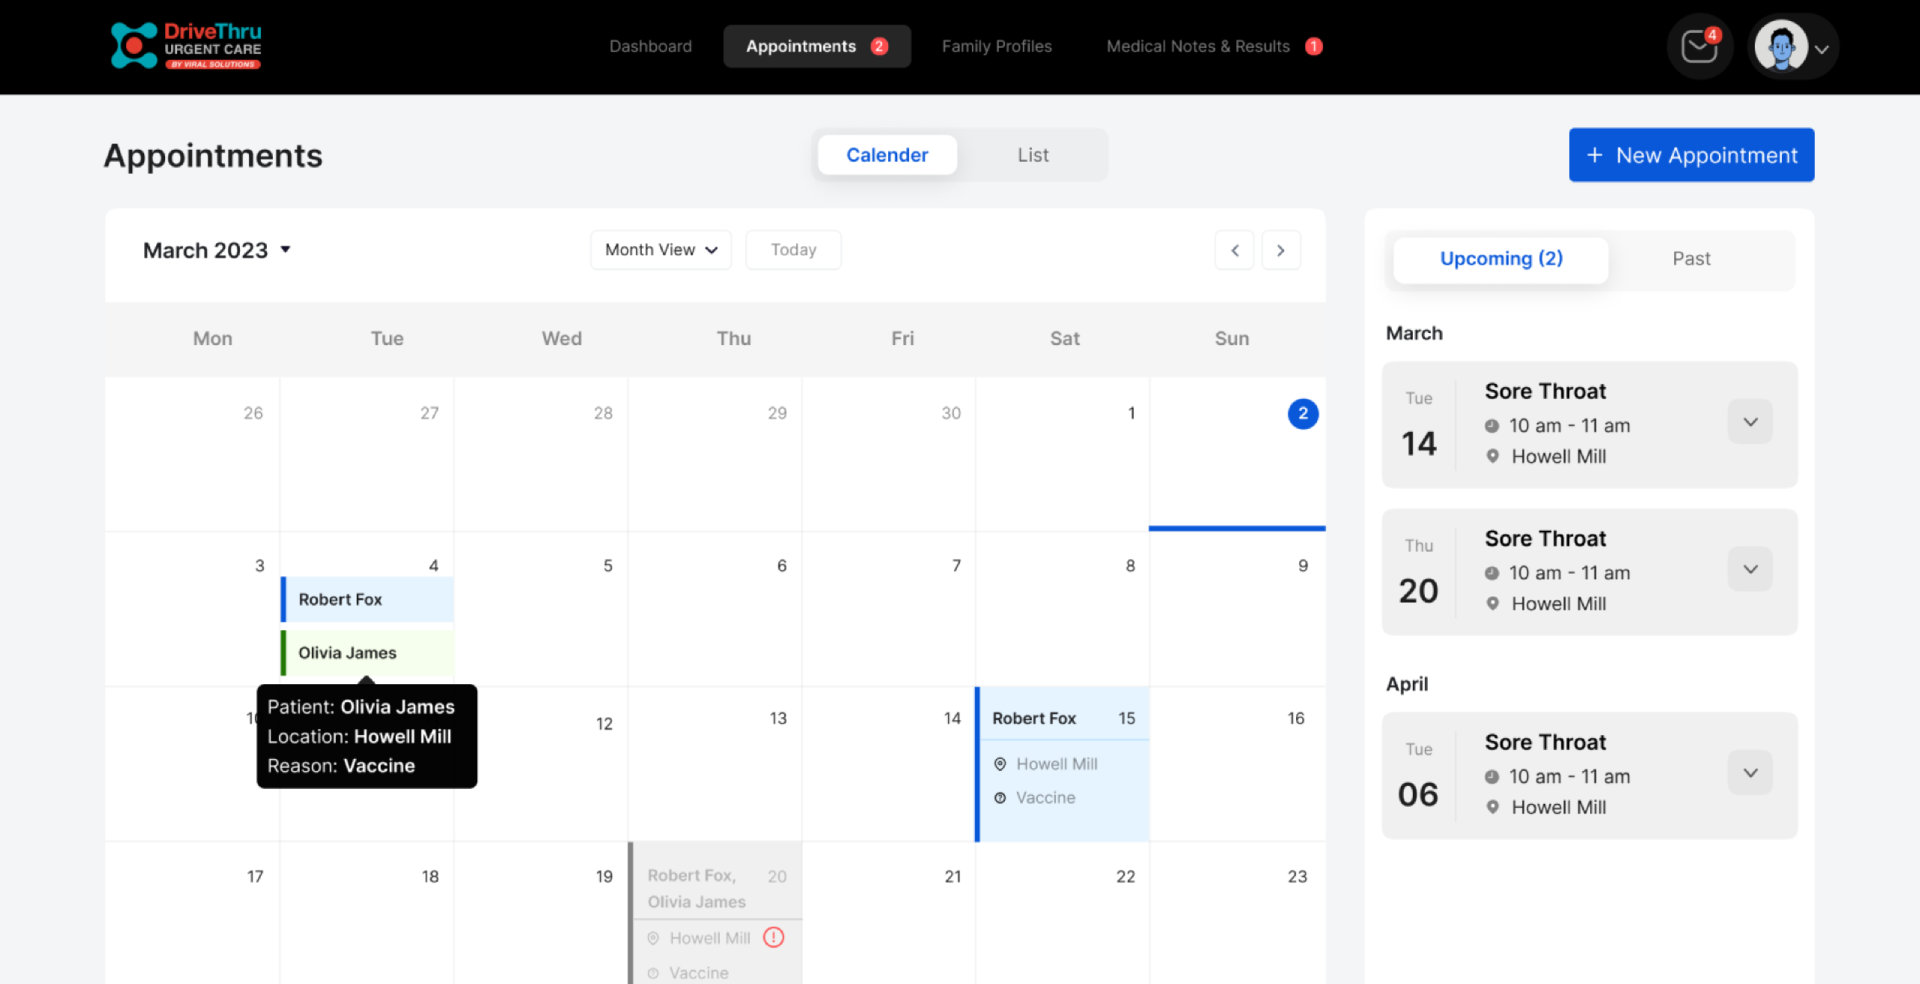 DriveThru
URGENT CARE
BY VIRAL SOLUTIONS
Dashboard
Appointments 2
Family Profiles
Medical Notes & Results 1
4
Appointments
Calender
List
+ New Appointment
March 2023
Month View
Today
Mon Tue Wed Thu Fri Sat Sun
26 27 28 29 30 1 2
3 4 5 6 7 8 9
Robert Fox
Olivia James
Patient: Olivia James
Location: Howell Mill
Reason: Vaccine
12 13 14
Robert Fox 15
Howell Mill
Vaccine
16
17 18 19
Robert Fox, 20
Olivia James
Howell Mill
Vaccine
21 22 23
Upcoming (2)
Past
March
Tue
14
Sore Throat
10 am - 11 am
Howell Mill
Thu
20
Sore Throat
10 am - 11 am
Howell Mill
April
Tue
06
Sore Throat
10 am - 11 am
Howell Mill